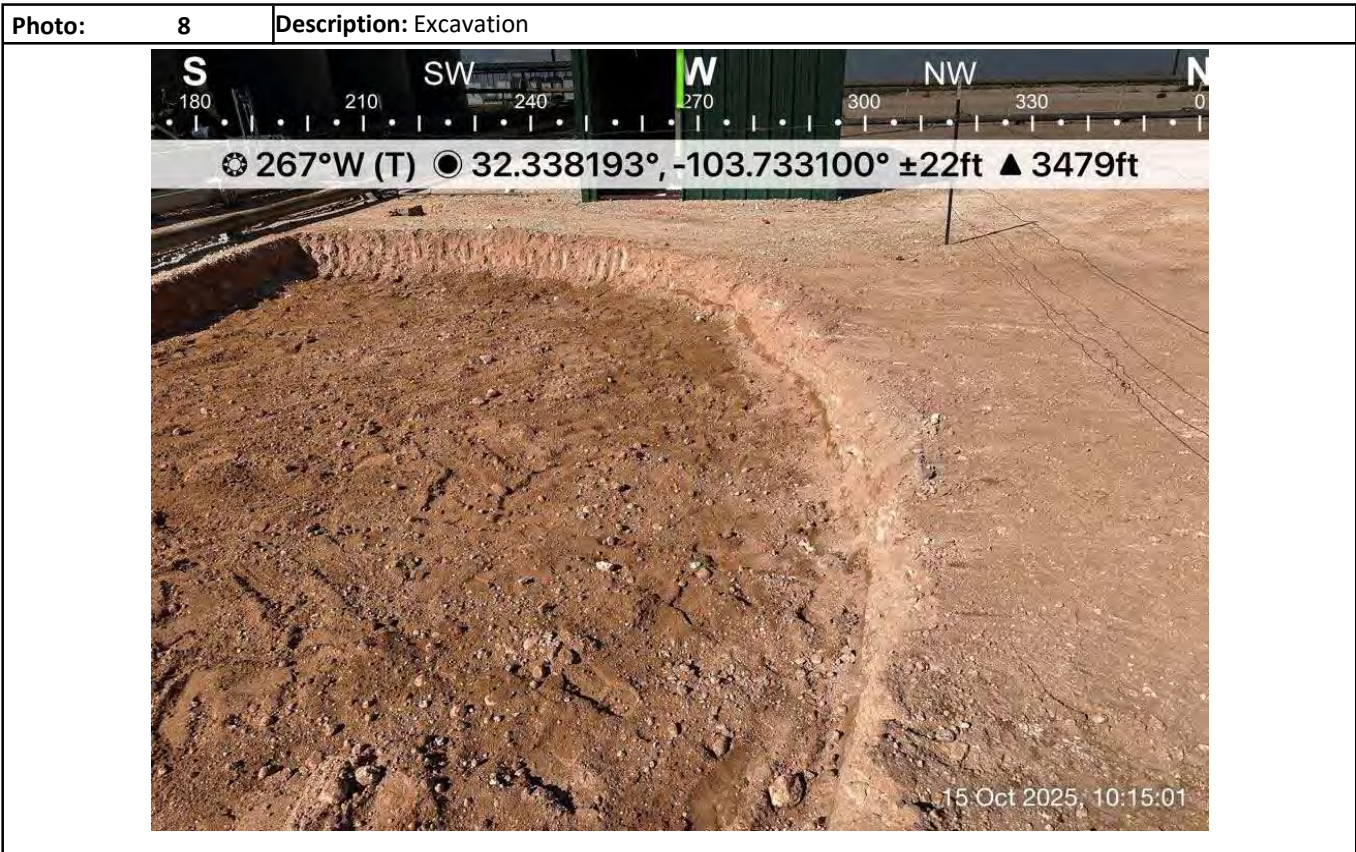 Photo: 8 Description: Excavation
S SW W NW N
180 210 240 270 300 330 0
267°W (T) 32.338193°, -103.733100° ±22ft ▲ 3479ft
15 Oct 2025, 10:15:01